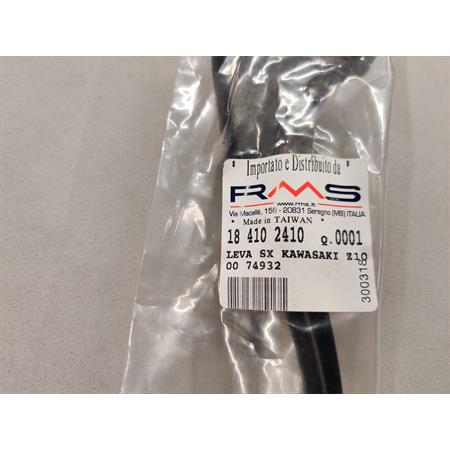 • Importato e Distribuito da •
RMS
www.rms.it
Via Macallè, 156 - 20831 Seregno (MB) ITALIA
• Made in TAIWAN •
18 410 2410 Q.0001
LEVA SX KAWASAKI Z10
00 74932
300318